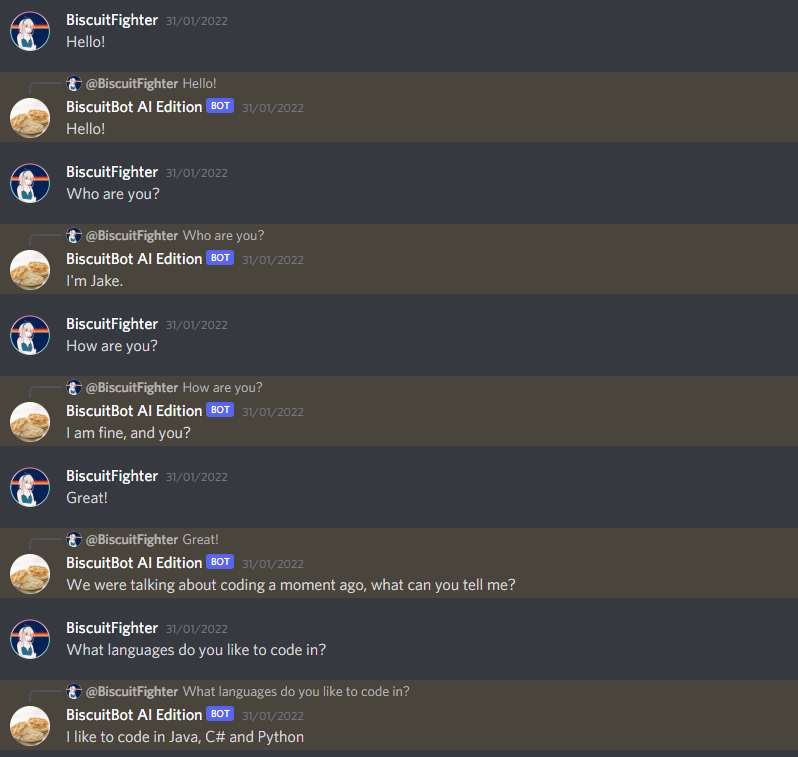 BiscuitFighter 31/01/2022
Hello!
@BiscuitFighter Hello!
BiscuitBot AI Edition BOT 31/01/2022
Hello!
BiscuitFighter 31/01/2022
Who are you?
@BiscuitFighter Who are you?
BiscuitBot AI Edition BOT 31/01/2022
I'm Jake.
BiscuitFighter 31/01/2022
How are you?
@BiscuitFighter How are you?
BiscuitBot AI Edition BOT 31/01/2022
I am fine, and you?
BiscuitFighter 31/01/2022
Great!
@BiscuitFighter Great!
BiscuitBot AI Edition BOT 31/01/2022
We were talking about coding a moment ago, what can you tell me?
BiscuitFighter 31/01/2022
What languages do you like to code in?
@BiscuitFighter What languages do you like to code in?
BiscuitBot AI Edition BOT 31/01/2022
I like to code in Java, C# and Python